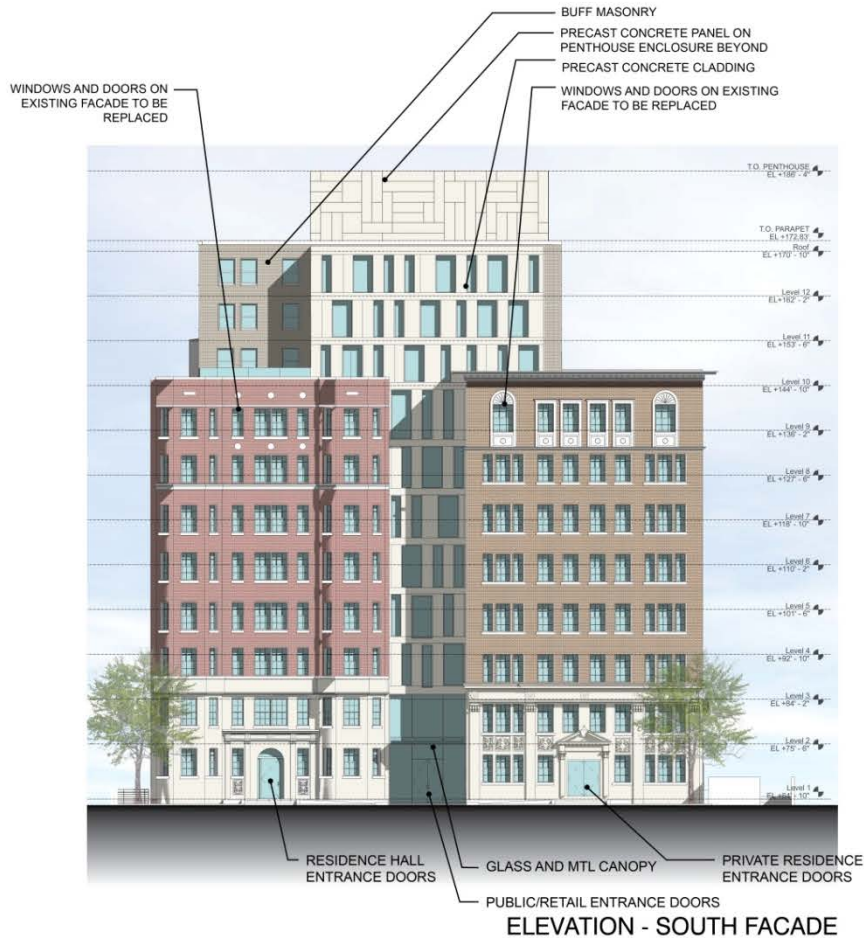 BUFF MASONRY
PRECAST CONCRETE PANEL ON
PENTHOUSE ENCLOSURE BEYOND
PRECAST CONCRETE CLADDING
WINDOWS AND DOORS ON
EXISTING FACADE TO BE
REPLACED
WINDOWS AND DOORS ON EXISTING
FACADE TO BE REPLACED
T.O. PENTHOUSE
EL +186' - 4"
T.O. PARAPET
EL +172.83'
Roof
EL +170' - 10"
Level 12
EL +162' - 2"
Level 11
EL +153' - 6"
Level 10
EL +144' - 10"
Level 9
EL +136' - 2"
Level 8
EL +127' - 6"
Level 7
EL +118' - 10"
Level 6
EL +110' - 2"
Level 5
EL +101' - 6"
Level 4
EL +92' - 10"
Level 3
EL +84' - 2"
Level 2
EL +75' - 6"
Level 1
RESIDENCE HALL
ENTRANCE DOORS
GLASS AND MTL CANOPY
PRIVATE RESIDENCE
ENTRANCE DOORS
PUBLIC/RETAIL ENTRANCE DOORS
ELEVATION - SOUTH FACADE